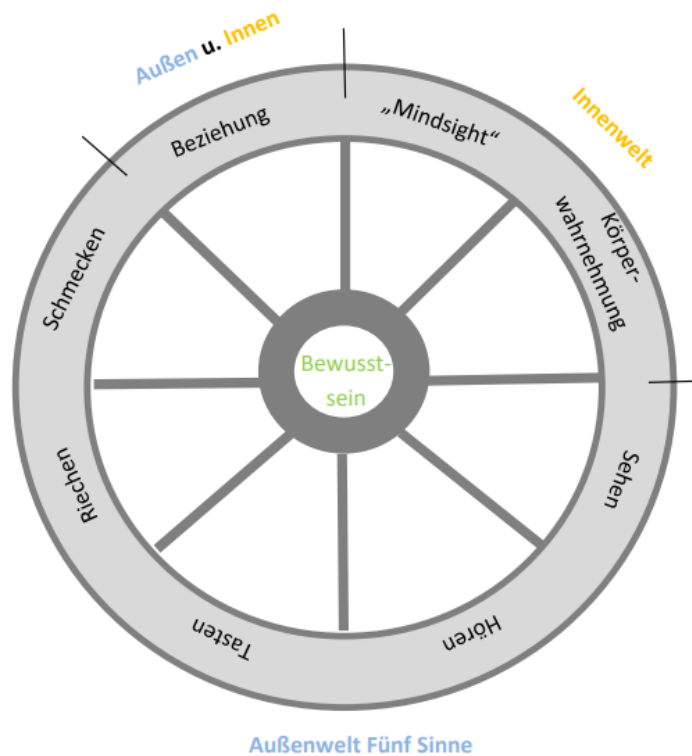 Außen u. Innen
Innenwelt
Beziehung
„Mindsight“
Körper-
wahrnehmung
Schmecken
Bewusst-
sein
Sehen
Riechen
Hören
Tasten
Außenwelt Fünf Sinne